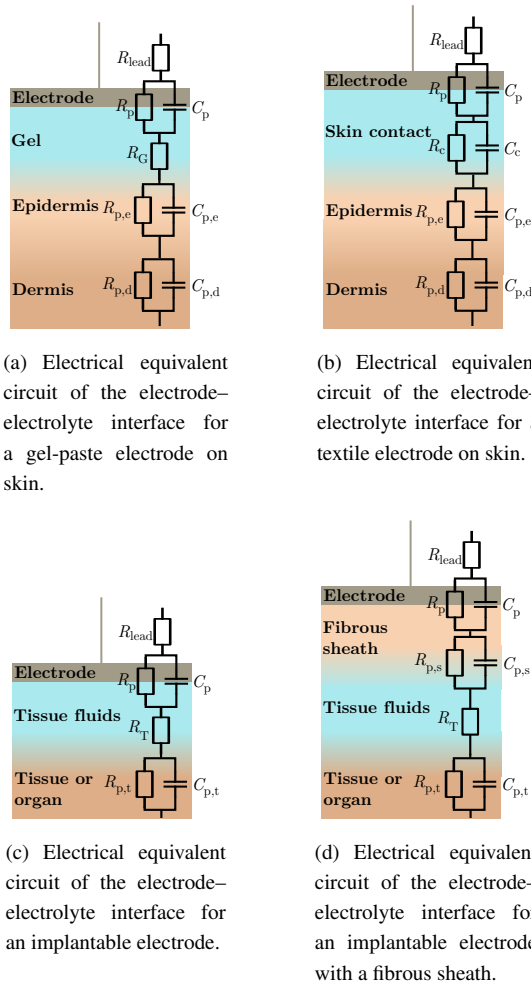 R_lead
Electrode
R_p
C_p
Gel
R_G
Epidermis
R_p,e
C_p,e
R_p,d
C_p,d
Dermis
(a) Electrical equivalent
circuit of the electrode–
electrolyte interface for
a gel-paste electrode on
skin.
R_lead
Electrode
R_p
C_p
Skin contact
R_c
C_c
Epidermis
R_p,e
C_p,e
R_p,d
C_p,d
Dermis
(b) Electrical equivalen
circuit of the electrode–
electrolyte interface for
textile electrode on skin.
R_lead
Electrode
R_p
C_p
Tissue fluids
R_T
Tissue or
organ
R_p,t
C_p,t
(c) Electrical equivalent
circuit of the electrode–
electrolyte interface for
an implantable electrode.
R_lead
Electrode
R_p
C_p
Fibrous
sheath
R_p,s
C_p,s
Tissue fluids
R_T
Tissue or
organ
R_p,t
C_p,t
(d) Electrical equivalen
circuit of the electrode–
electrolyte interface for
an implantable electrode
with a fibrous sheath.